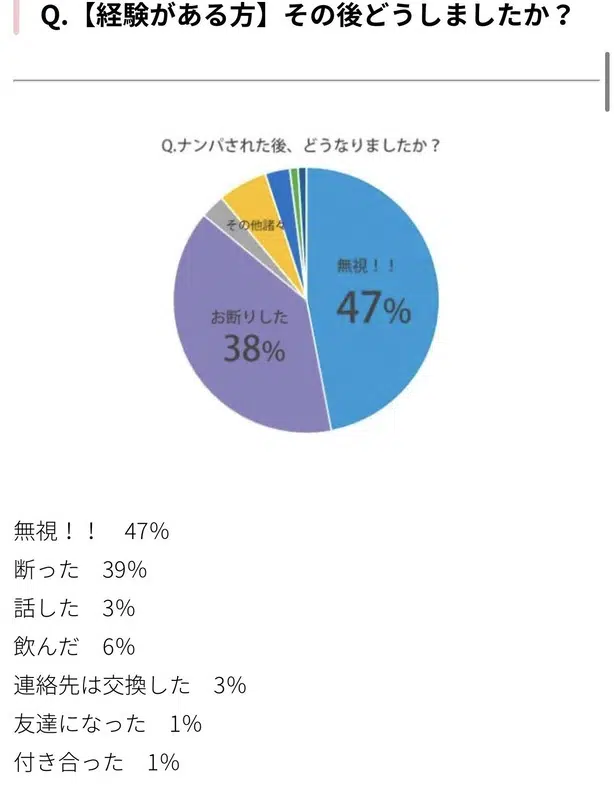 Q.【経験がある方】その後どうしましたか？
Q.ナンパされた後、どうなりましたか？
その他諸々
無視！！
47%
お断りした
38%
無視！！　47%
断った　39%
話した　3%
飲んだ　6%
連絡先は交換した　3%
友達になった　1%
付き合った　1%